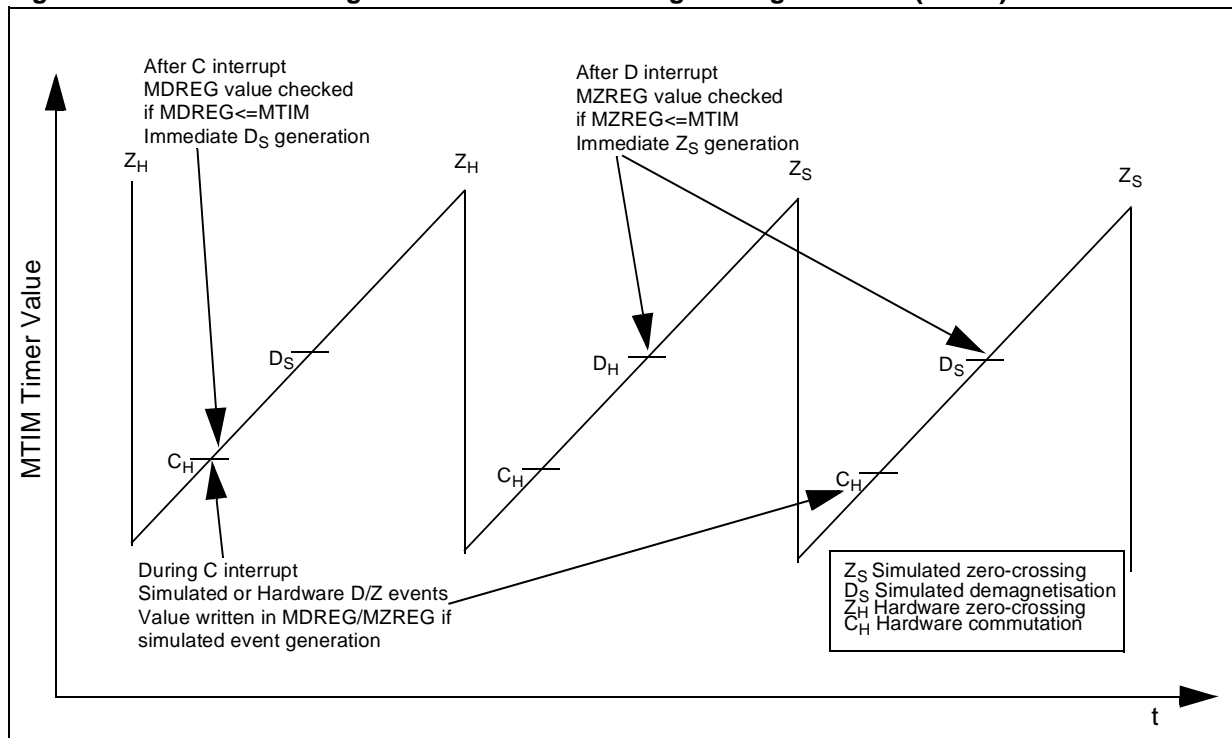 After C interrupt
MDREG value checked
if MDREG<=MTIM
Immediate DS generation
After D interrupt
MZREG value checked
if MZREG<=MTIM
Immediate ZS generation
ZH
ZH
ZS
ZS
MTIM Timer Value
DS
DH
DS
CH
CH
CH
During C interrupt
Simulated or Hardware D/Z events
Value written in MDREG/MZREG if
simulated event generation
ZS Simulated zero-crossing
DS Simulated demagnetisation
ZH Hardware zero-crossing
CH Hardware commutation
t